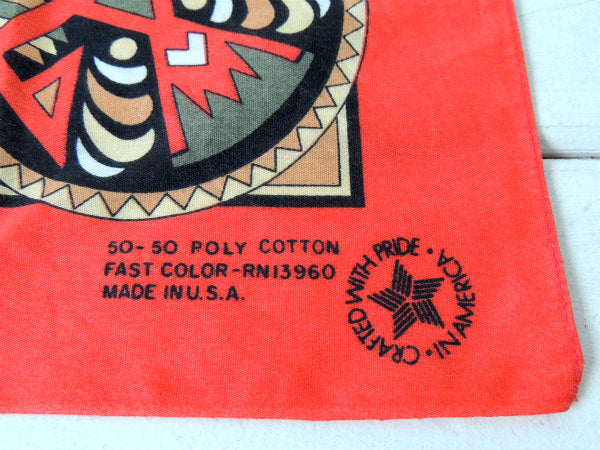 50-50 POLY COTTON
FAST COLOR-RN13960
MADE IN U.S.A.
CRAFTED WITH PRIDE • IN AMERICA •